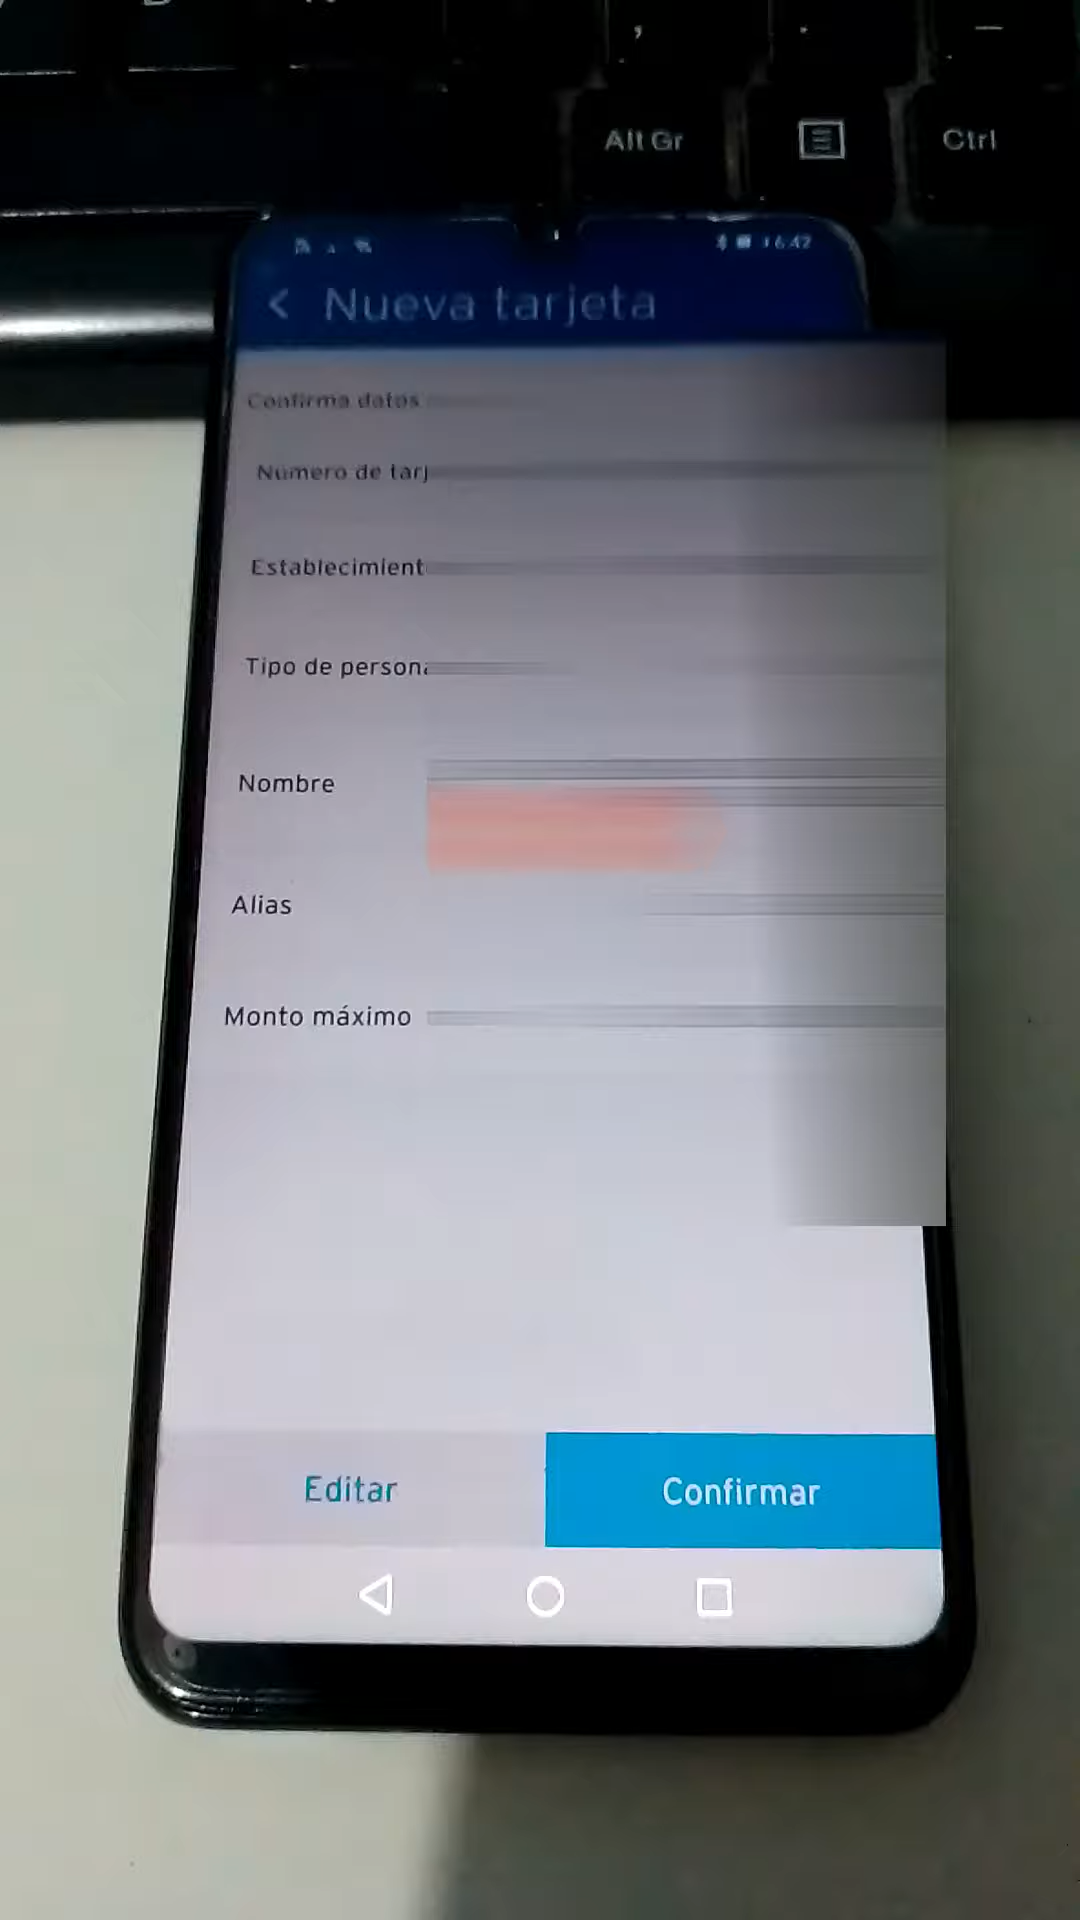 ,
.
Alt Gr
Ctrl
16:42
Nueva tarjeta
Confirma datos
Número de tarj
Establecimient
Tipo de persona
Nombre
Alias
Monto máximo
Editar
Confirmar